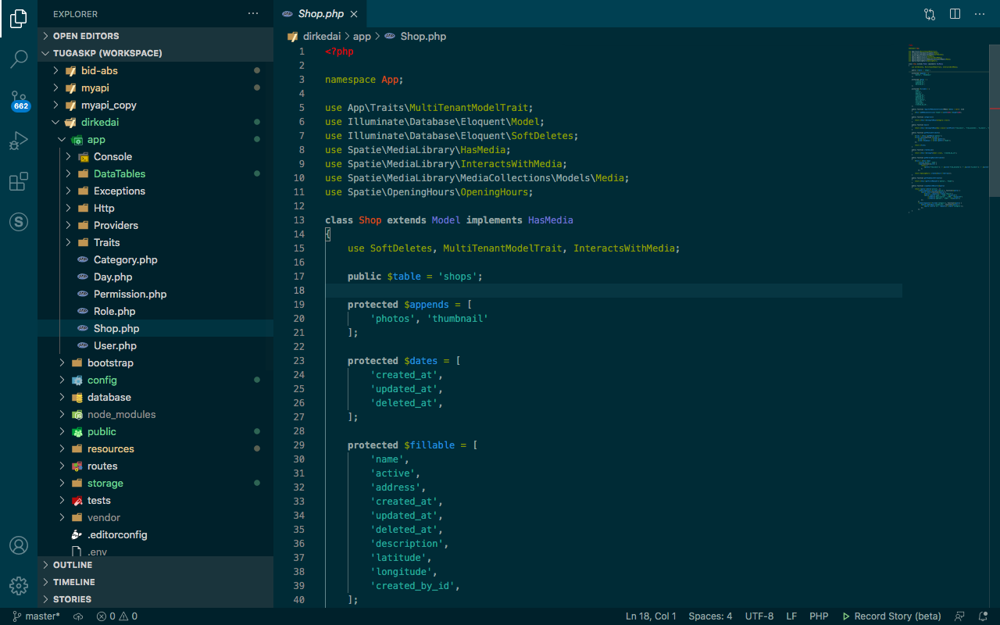 EXPLORER
OPEN EDITORS
TUGASKP (WORKSPACE)
bid-abs
myapi
myapi_copy
dirkedai
app
Console
DataTables
Exceptions
Http
Providers
Traits
Category.php
Day.php
Permission.php
Role.php
Shop.php
User.php
bootstrap
config
database
node_modules
public
resources
routes
storage
tests
vendor
.editorconfig
.env
OUTLINE
TIMELINE
STORIES
662
Shop.php
dirkedai > app > Shop.php
1 <?php
2
3 namespace App;
4
5 use App\Traits\MultiTenantModelTrait;
6 use Illuminate\Database\Eloquent\Model;
7 use Illuminate\Database\Eloquent\SoftDeletes;
8 use Spatie\MediaLibrary\HasMedia;
9 use Spatie\MediaLibrary\InteractsWithMedia;
10 use Spatie\MediaLibrary\MediaCollections\Models\Media;
11 use Spatie\OpeningHours\OpeningHours;
12
13 class Shop extends Model implements HasMedia
14 {
15 use SoftDeletes, MultiTenantModelTrait, InteractsWithMedia;
16
17 public $table = 'shops';
18
19 protected $appends = [
20 'photos', 'thumbnail'
21 ];
22
23 protected $dates = [
24 'created_at',
25 'updated_at',
26 'deleted_at',
27 ];
28
29 protected $fillable = [
30 'name',
31 'active',
32 'address',
33 'created_at',
34 'updated_at',
35 'deleted_at',
36 'description',
37 'latitude',
38 'longitude',
39 'created_by_id',
40 ];
master* 0 0 Ln 18, Col 1 Spaces: 4 UTF-8 LF PHP Record Story (beta)